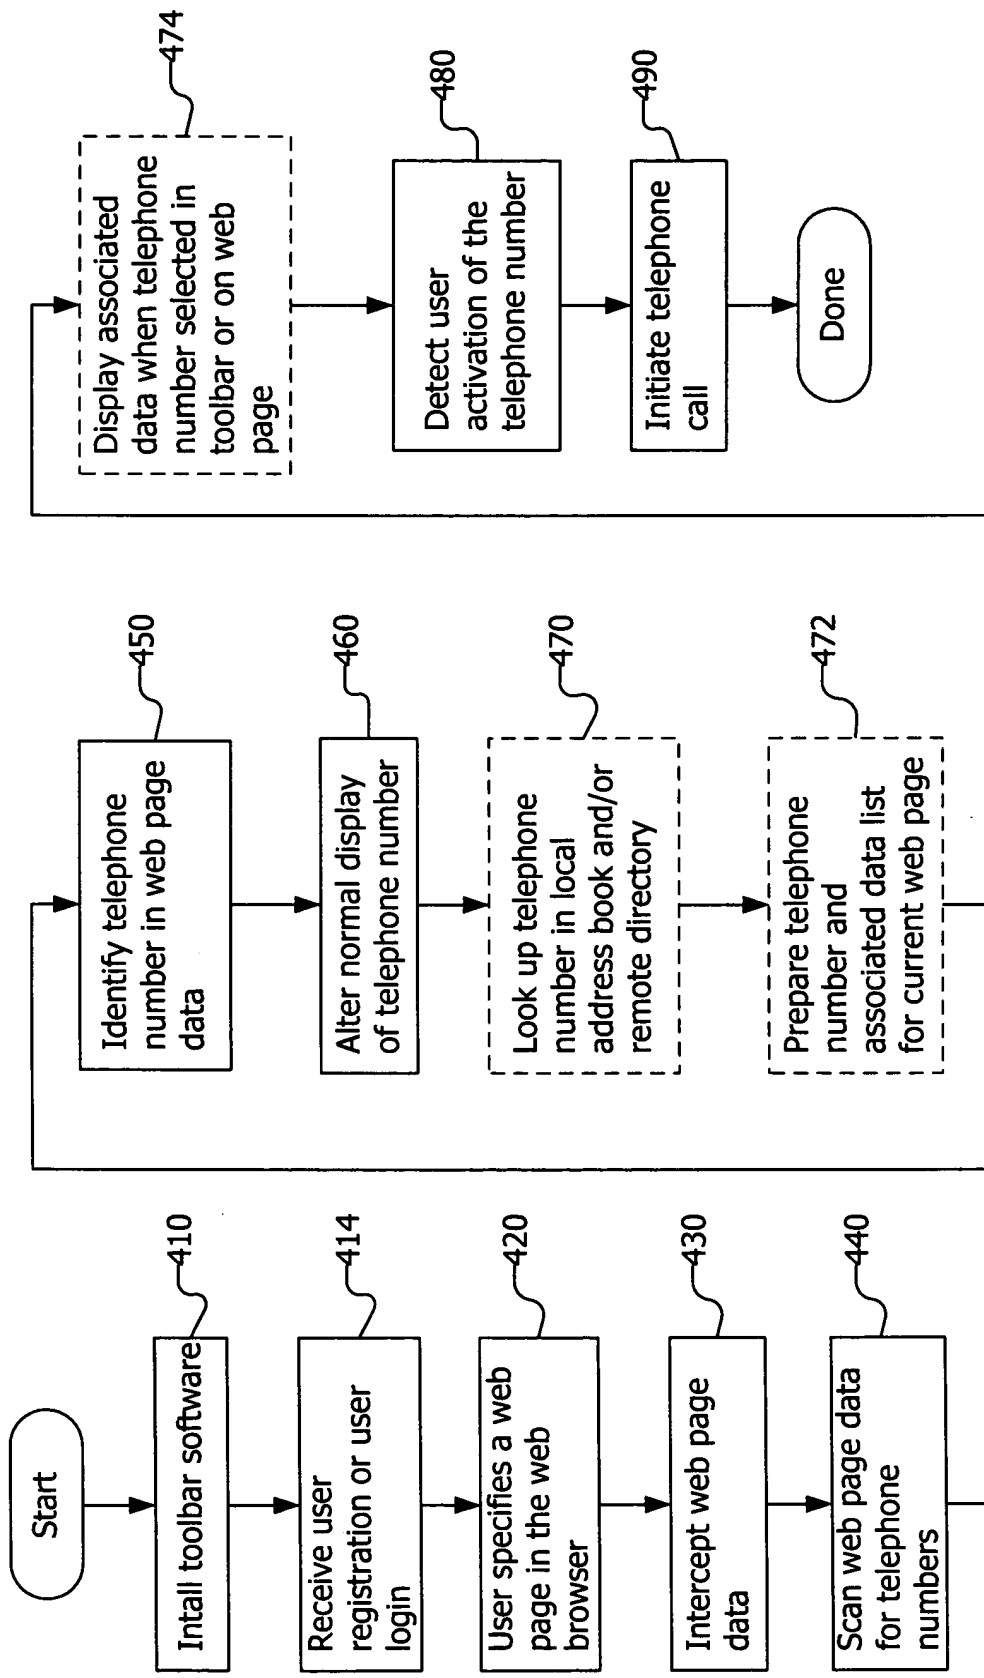 Start
Intall toolbar software
410
Receive user
registration or user
login
414
User specifies a web
page in the web
browser
420
Intercept web page
data
430
Scan web page data
for telephone
numbers
440
Identify telephone
number in web page
data
450
Alter normal display
of telephone number
460
Look up telephone
number in local
address book and/or
remote directory
470
Prepare telephone
number and
associated data list
for current web page
472
Display associated
data when telephone
number selected in
toolbar or on web
page
474
Detect user
activation of the
telephone number
480
Initiate telephone
call
490
Done